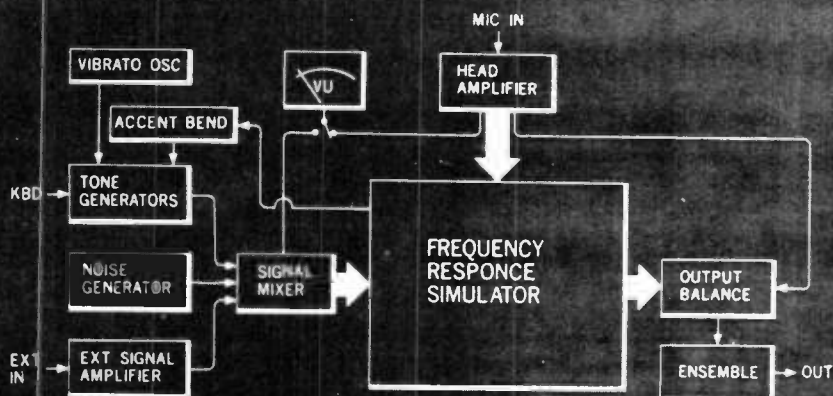 MIC IN
VIBRATO OSC
VU
HEAD
AMPLIFIER
ACCENT BEND
KBD
TONE
GENERATORS
NOISE
GENERATOR
SIGNAL
MIXER
FREQUENCY
RESPONCE
SIMULATOR
OUTPUT
BALANCE
EXT
IN
EXT SIGNAL
AMPLIFIER
ENSEMBLE
OUT